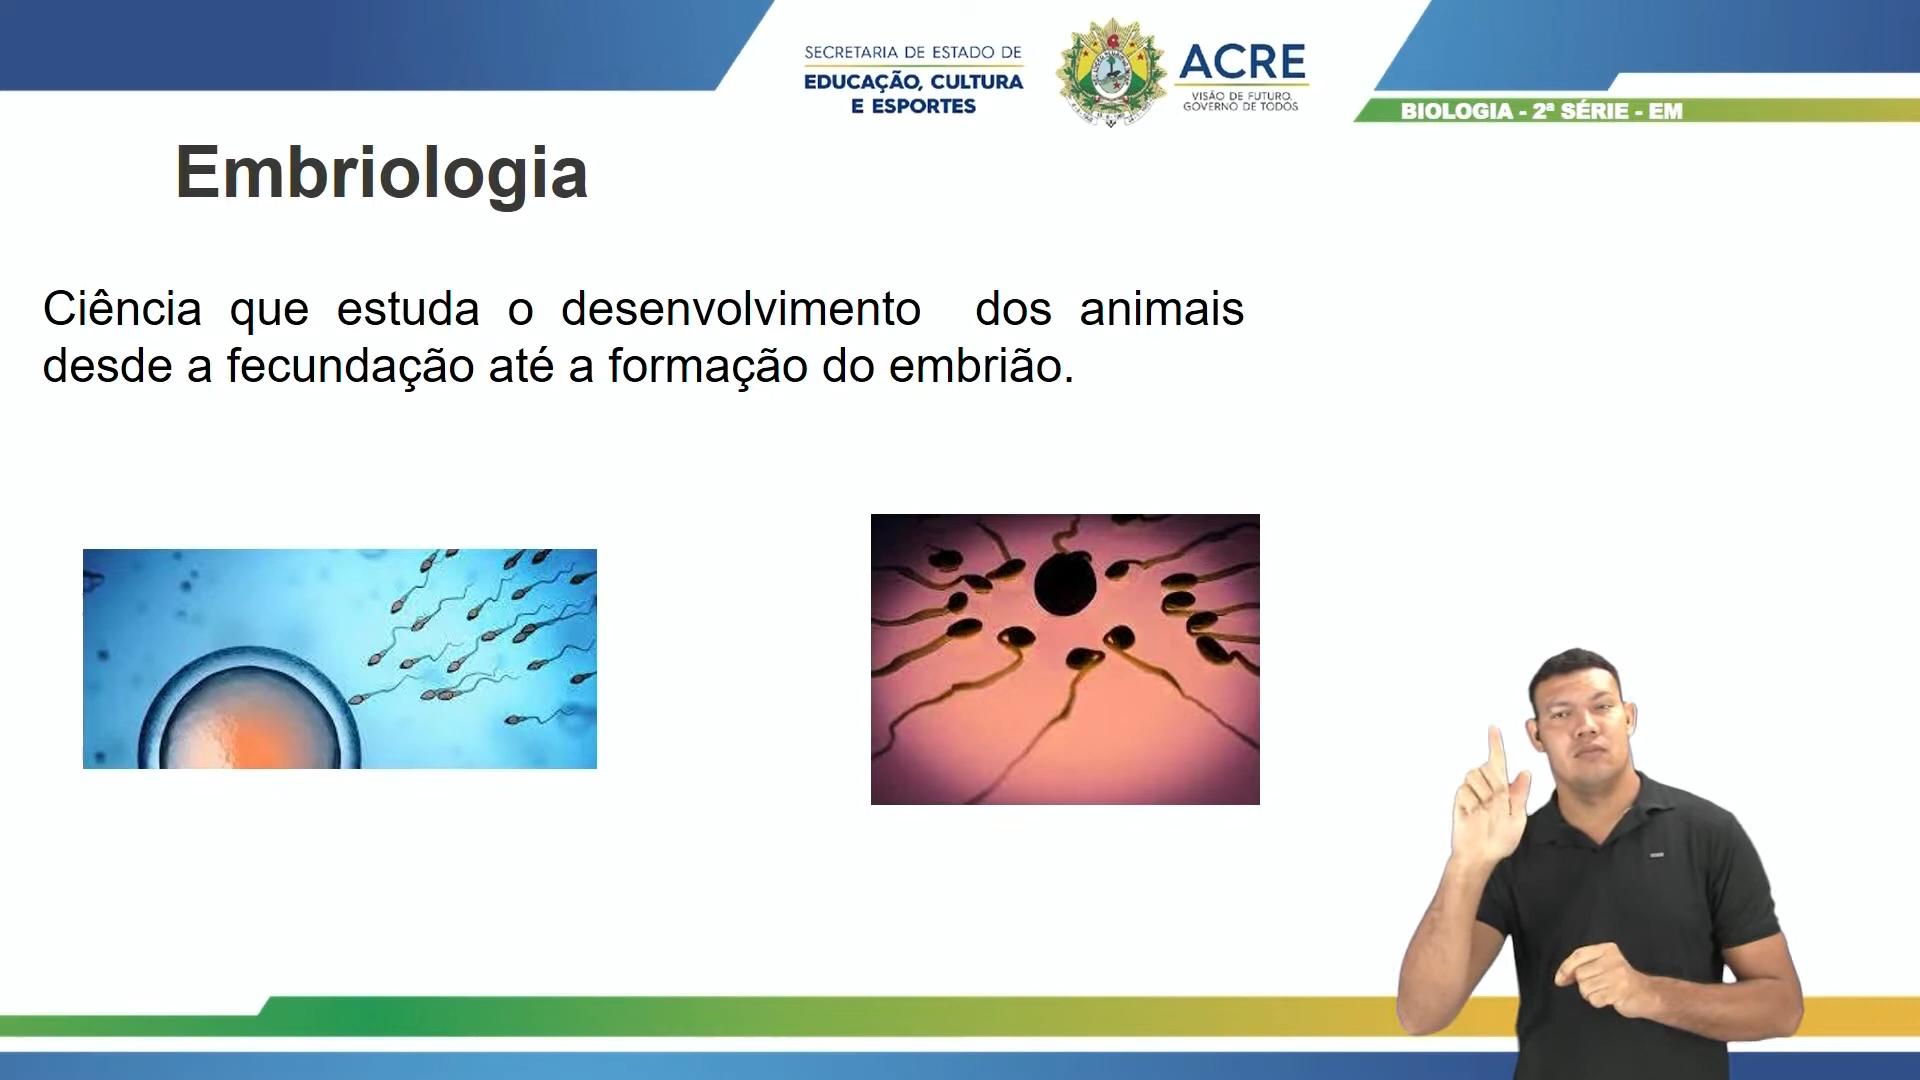 SECRETARIA DE ESTADO DE
EDUCAÇÃO, CULTURA
E ESPORTES
ACRE
VISÃO DE FUTURO,
GOVERNO DE TODOS
BIOLOGIA - 2ª SÉRIE - EM
Embriologia
Ciência que estuda o desenvolvimento dos animais
desde a fecundação até a formação do embrião.